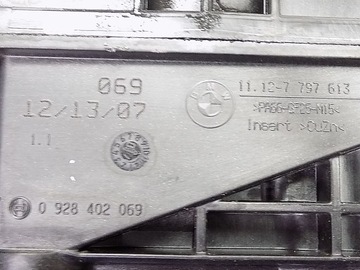 069
12/13/07
1.1
0 928 402 069
BMW
11.12-7 797 613
>PA66-GF25-M15<
Insert >CuZn<